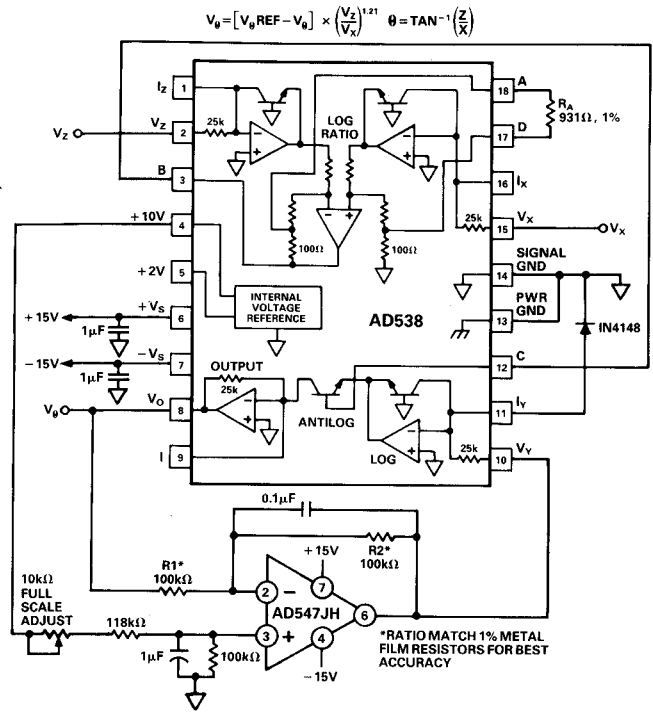 Vθ = [Vθ REF – Vθ] × (VZ/VX)^1.21 θ = TAN⁻¹ (Z/X)
IZ
1
A
18
RA
931Ω, 1%
VZ
VZ
2
25k
LOG
RATIO
D
17
B
3
IX
16
+10V
4
100Ω
100Ω
25k
VX
15
VX
+2V
5
INTERNAL
VOLTAGE
REFERENCE
SIGNAL
GND
14
+15V
+VS
6
1μF
AD538
PWR
GND
13
IN4148
–15V
–VS
7
1μF
OUTPUT
25k
C
12
Vθ
VO
8
ANTILOG
IY
11
I
9
LOG
25k
VY
10
0.1μF
R1*
100kΩ
+15V
R2*
100kΩ
10kΩ
FULL
SCALE
ADJUST
2
–
7
AD547JH
6
118kΩ
3
+
4
1μF
100kΩ
–15V
*RATIO MATCH 1% METAL
FILM RESISTORS FOR BEST
ACCURACY